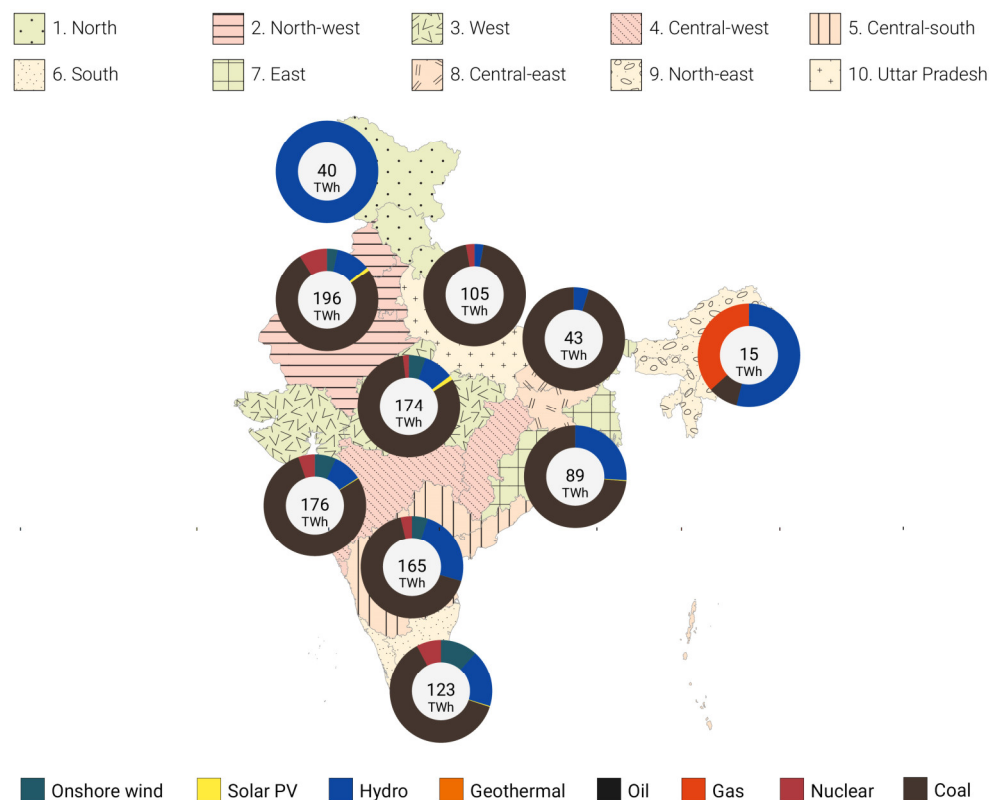 1. North 2. North-west 3. West 4. Central-west 5. Central-south
6. South 7. East 8. Central-east 9. North-east 10. Uttar Pradesh
40
TWh
196
TWh
105
TWh
43
TWh
15
TWh
174
TWh
176
TWh
89
TWh
165
TWh
123
TWh
Onshore wind Solar PV Hydro Geothermal Oil Gas Nuclear Coal